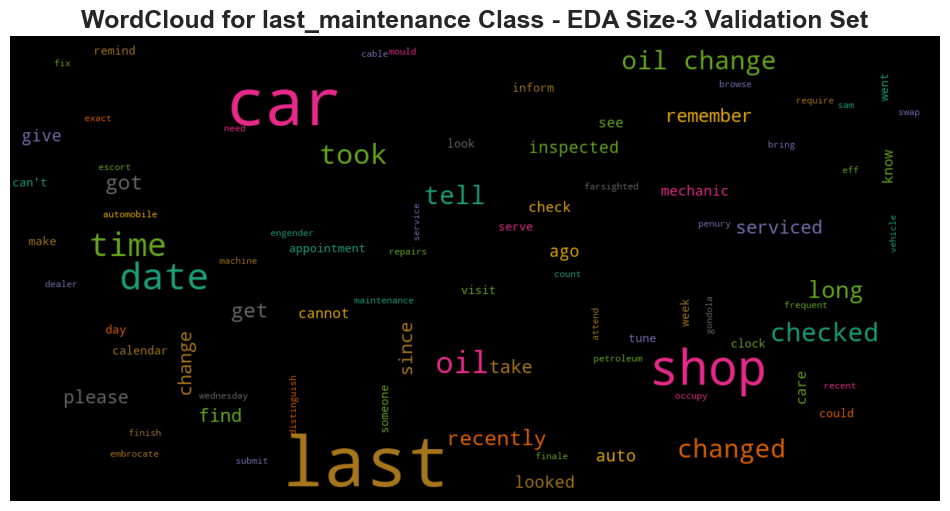 WordCloud for last_maintenance Class - EDA Size-3 Validation Set
remind
cable
mould
fix
oil change
car
inform
browse
went
require
sam
swap
exact
need
give
remember
see
took
look
inspected
bring
know
escort
eff
can't
got
farsighted
mechanic
tell
automobile
service
check
serve
penury
serviced
vehicle
engender
make
time
appointment
repairs
ago
machine
count
date
dealer
visit
long
maintenance
frequent
get
cannot
week
gondola
attend
day
since
tune
checked
calendar
change
clock
oil
take
petroleum
shop
care
recent
please
wednesday
distinguish
someone
occupy
find
could
finish
recently
changed
embrocate
submit
last
finale
auto
looked